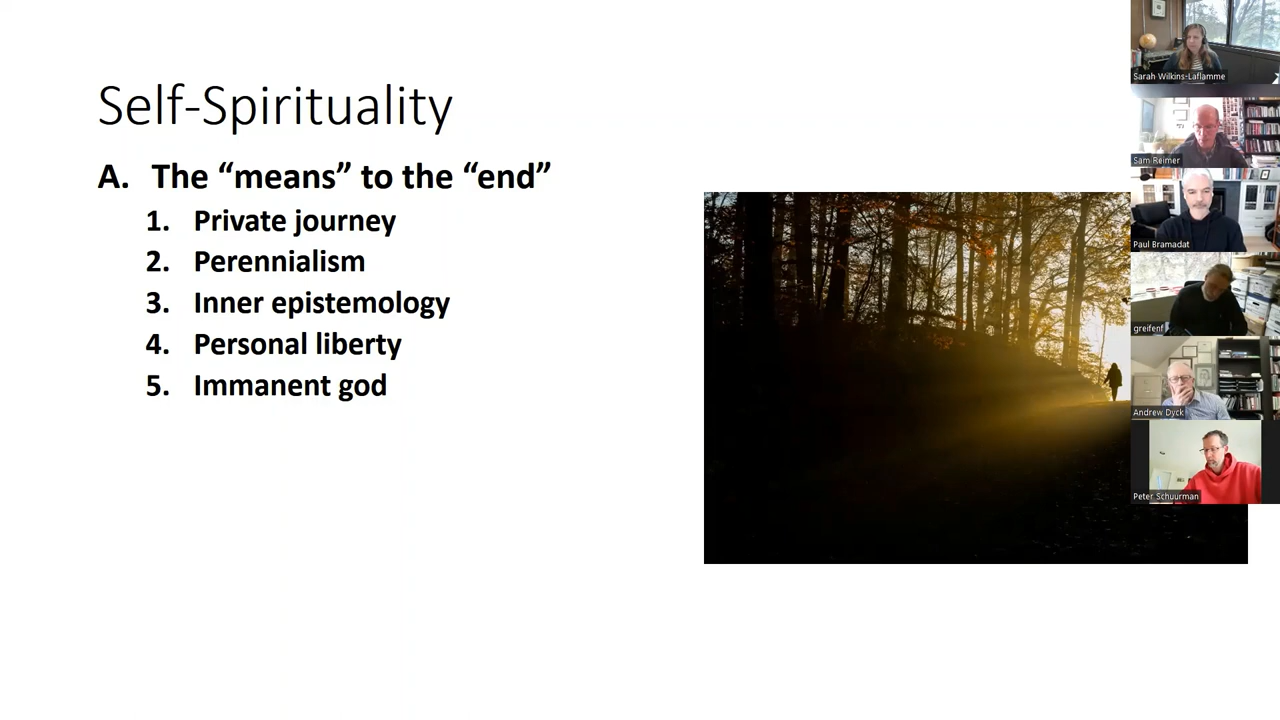 Self-Spirituality
A. The “means” to the “end”
1. Private journey
2. Perennialism
3. Inner epistemology
4. Personal liberty
5. Immanent god
Sarah Wilkins-Laflamme
Sam Reimer
Paul Bramadat
greifenf
Andrew Dyck
Peter Schuurman